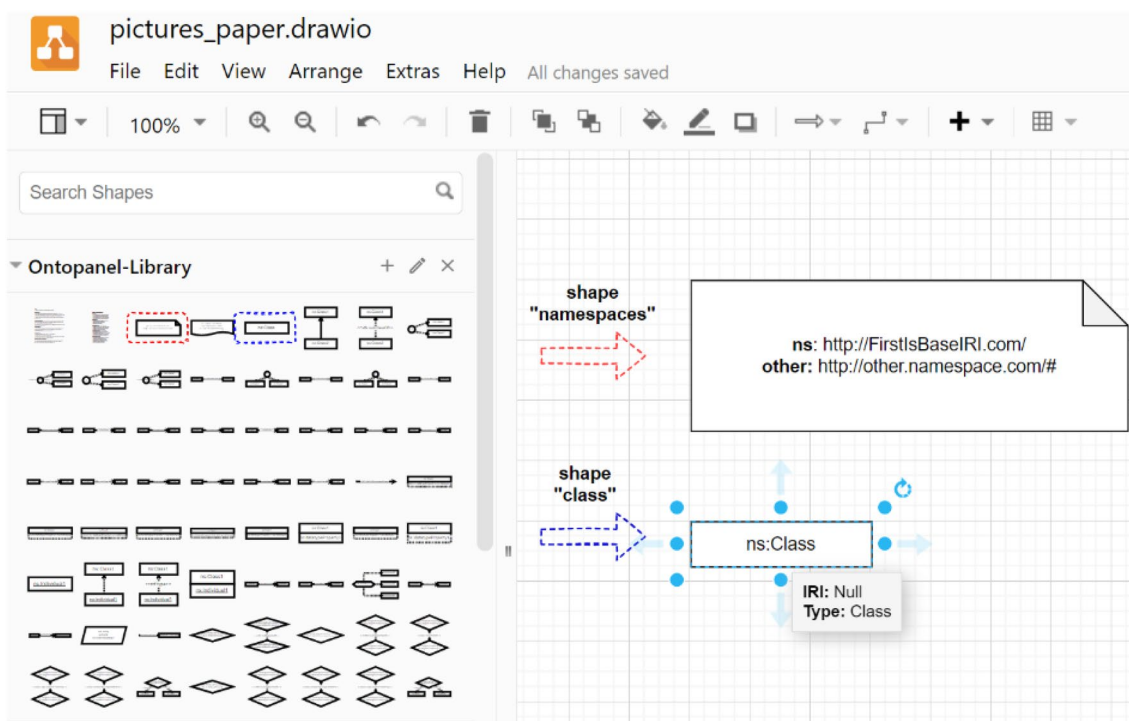 pictures_paper.drawio
File Edit View Arrange Extras Help All changes saved
100%
Search Shapes
Ontopanel-Library
shape
"namespaces"
ns: http://FirstIsBaseIRI.com/
other: http://other.namespace.com/#
shape
"class"
ns:Class
IRI: Null
Type: Class